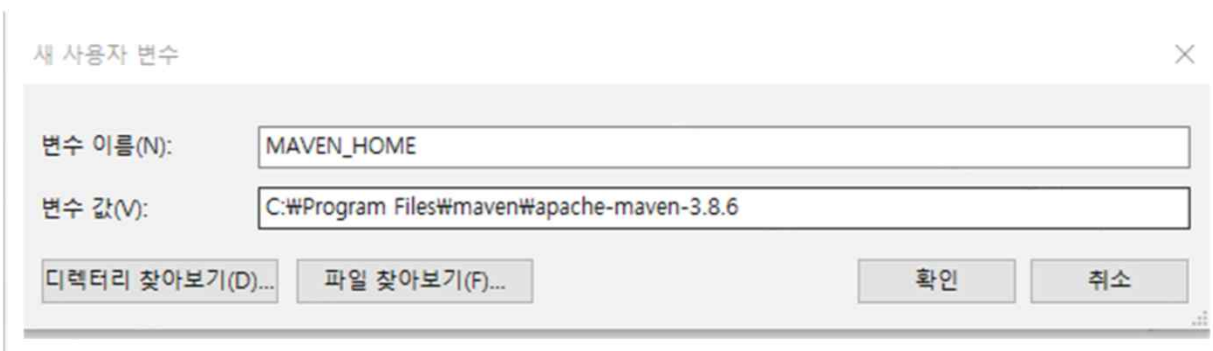 새 사용자 변수
변수 이름(N): MAVEN_HOME
변수 값(V): C:₩Program Files₩maven₩apache-maven-3.8.6
디렉터리 찾아보기(D)... 파일 찾아보기(F)... 확인 취소